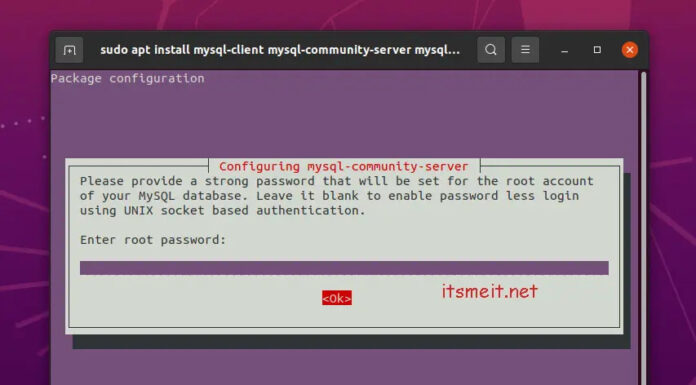 sudo apt install mysql-client mysql-community-server mysql...
Package configuration
Configuring mysql-community-server
Please provide a strong password that will be set for the root account
of your MySQL database. Leave it blank to enable password less login
using UNIX socket based authentication.
Enter root password:
<Ok>
itsmeit.net